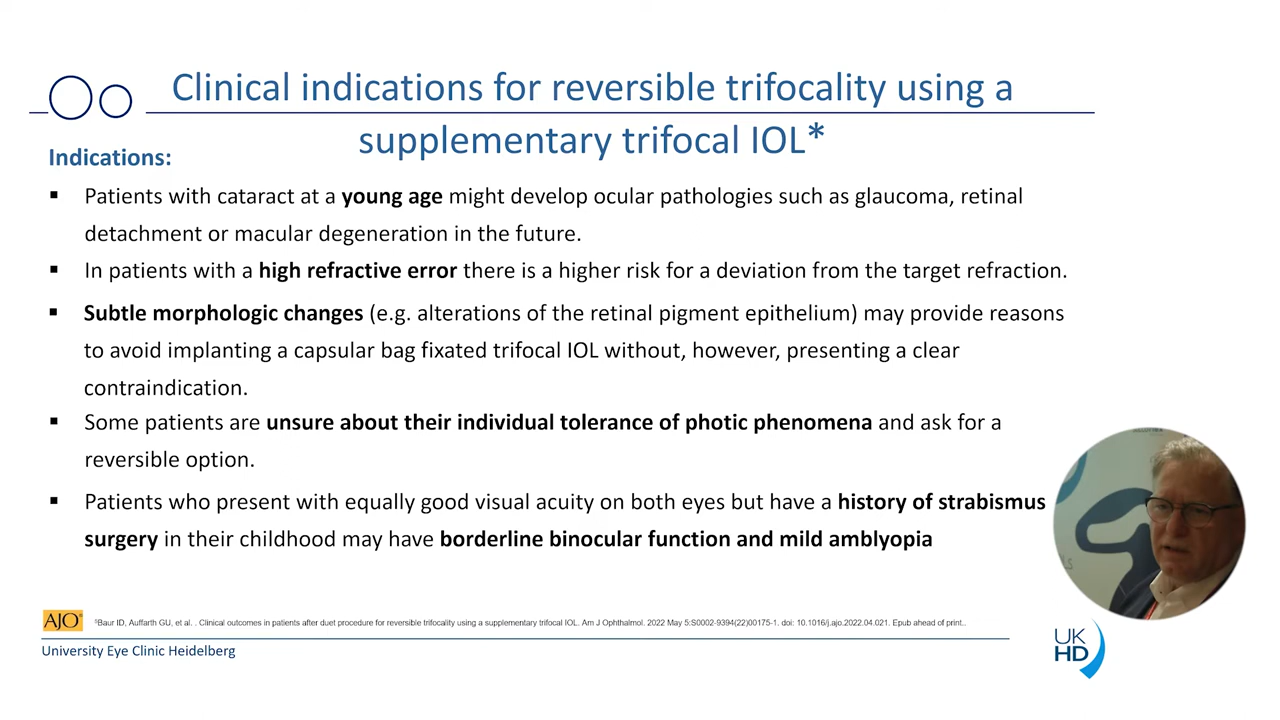 Clinical indications for reversible trifocality using a
supplementary trifocal IOL*
Indications:
▪ Patients with cataract at a young age might develop ocular pathologies such as glaucoma, retinal
detachment or macular degeneration in the future.
▪ In patients with a high refractive error there is a higher risk for a deviation from the target refraction.
▪ Subtle morphologic changes (e.g. alterations of the retinal pigment epithelium) may provide reasons
to avoid implanting a capsular bag fixated trifocal IOL without, however, presenting a clear
contraindication.
▪ Some patients are unsure about their individual tolerance of photic phenomena and ask for a
reversible option.
▪ Patients who present with equally good visual acuity on both eyes but have a history of strabismus
surgery in their childhood may have borderline binocular function and mild amblyopia
AJO®
Baur ID, Auffarth GU, et al. . Clinical outcomes in patients after duet procedure for reversible trifocality using a supplementary trifocal IOL. Am J Ophthalmol. 2022 May 5:S0002-9394(22)00175-1. doi: 10.1016/j.ajo.2022.04.021. Epub ahead of print..
University Eye Clinic Heidelberg
UK
HD